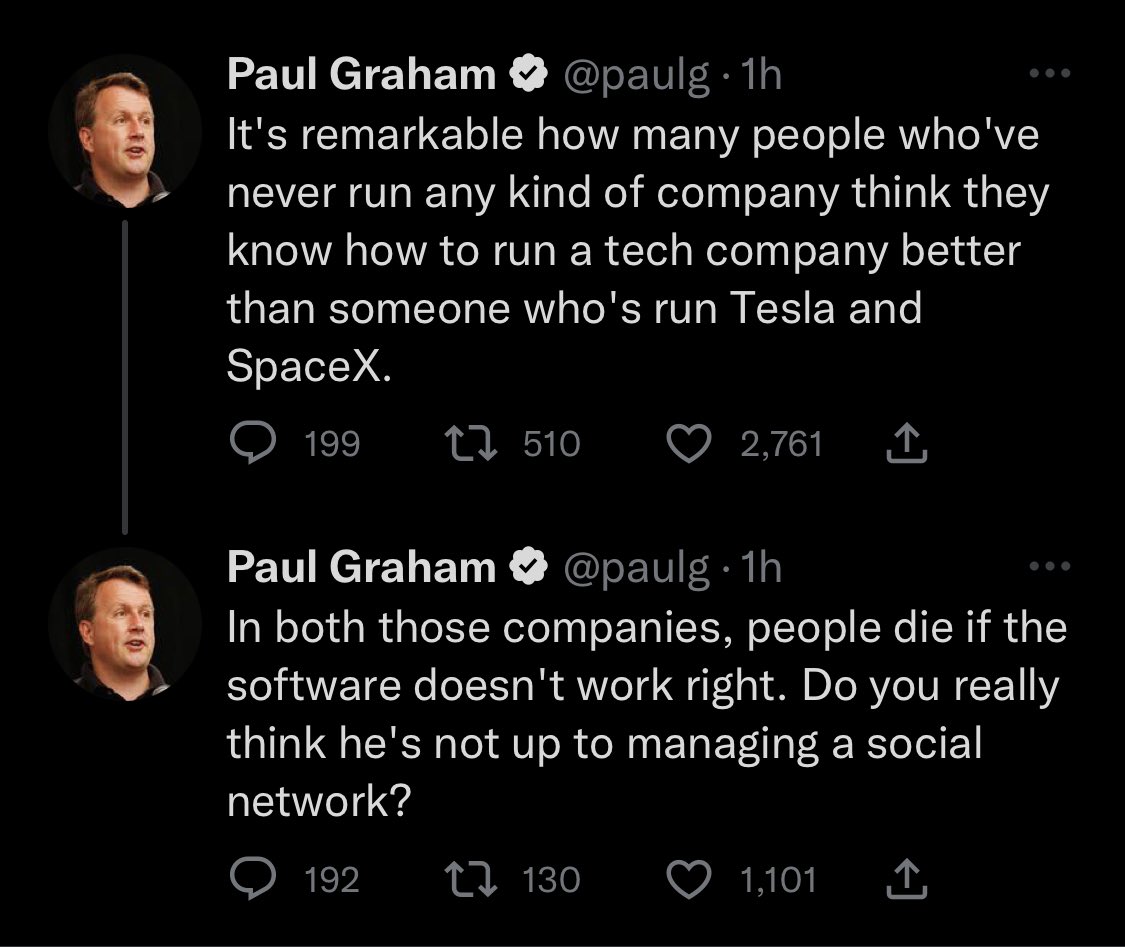 Paul Graham @paulg · 1h
It's remarkable how many people who've
never run any kind of company think they
know how to run a tech company better
than someone who's run Tesla and
SpaceX.
199 510 2,761
Paul Graham @paulg · 1h
In both those companies, people die if the
software doesn't work right. Do you really
think he's not up to managing a social
network?
192 130 1,101